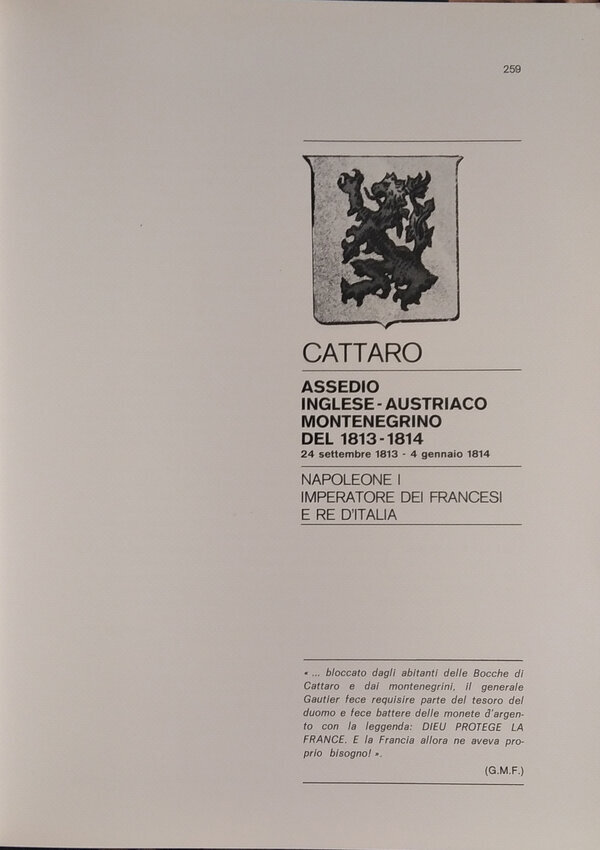 259
CATTARO
ASSEDIO
INGLESE - AUSTRIACO
MONTENEGRINO
DEL 1813 - 1814
24 settembre 1813 - 4 gennaio 1814
NAPOLEONE I
IMPERATORE DEI FRANCESI
E RE D'ITALIA
« ... bloccato dagli abitanti delle Bocche di
Cattaro e dai montenegrini, il generale
Gautier fece requisire parte del tesoro del
duomo e fece battere delle monete d'argen-
to con la leggenda: DIEU PROTEGE LA
FRANCE. E la Francia allora ne aveva pro-
prio bisogno! ».
(G.M.F.)